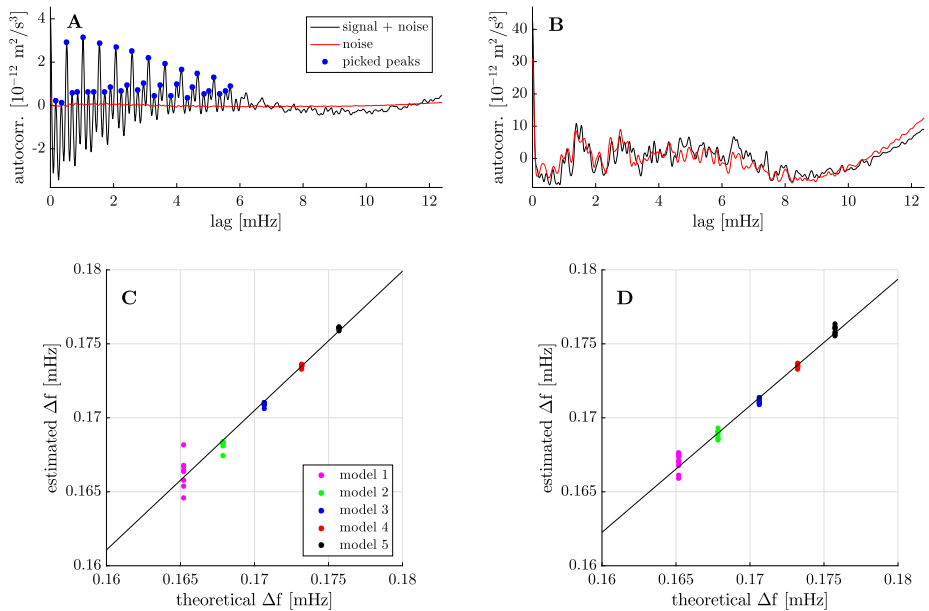 A
signal + noise
noise
picked peaks
4
2
0
-2
autocorr. [10⁻¹² m²/s³]
0 2 4 6 8 10 12
lag [mHz]
B
40
30
20
10
0
autocorr. [10⁻¹² m²/s³]
0 2 4 6 8 10 12
lag [mHz]
C
0.18
0.175
0.17
0.165
0.16
estimated Δf [mHz]
model 1
model 2
model 3
model 4
model 5
0.16 0.165 0.17 0.175 0.18
theoretical Δf [mHz]
D
0.18
0.175
0.17
0.165
0.16
estimated Δf [mHz]
0.16 0.165 0.17 0.175 0.18
theoretical Δf [mHz]